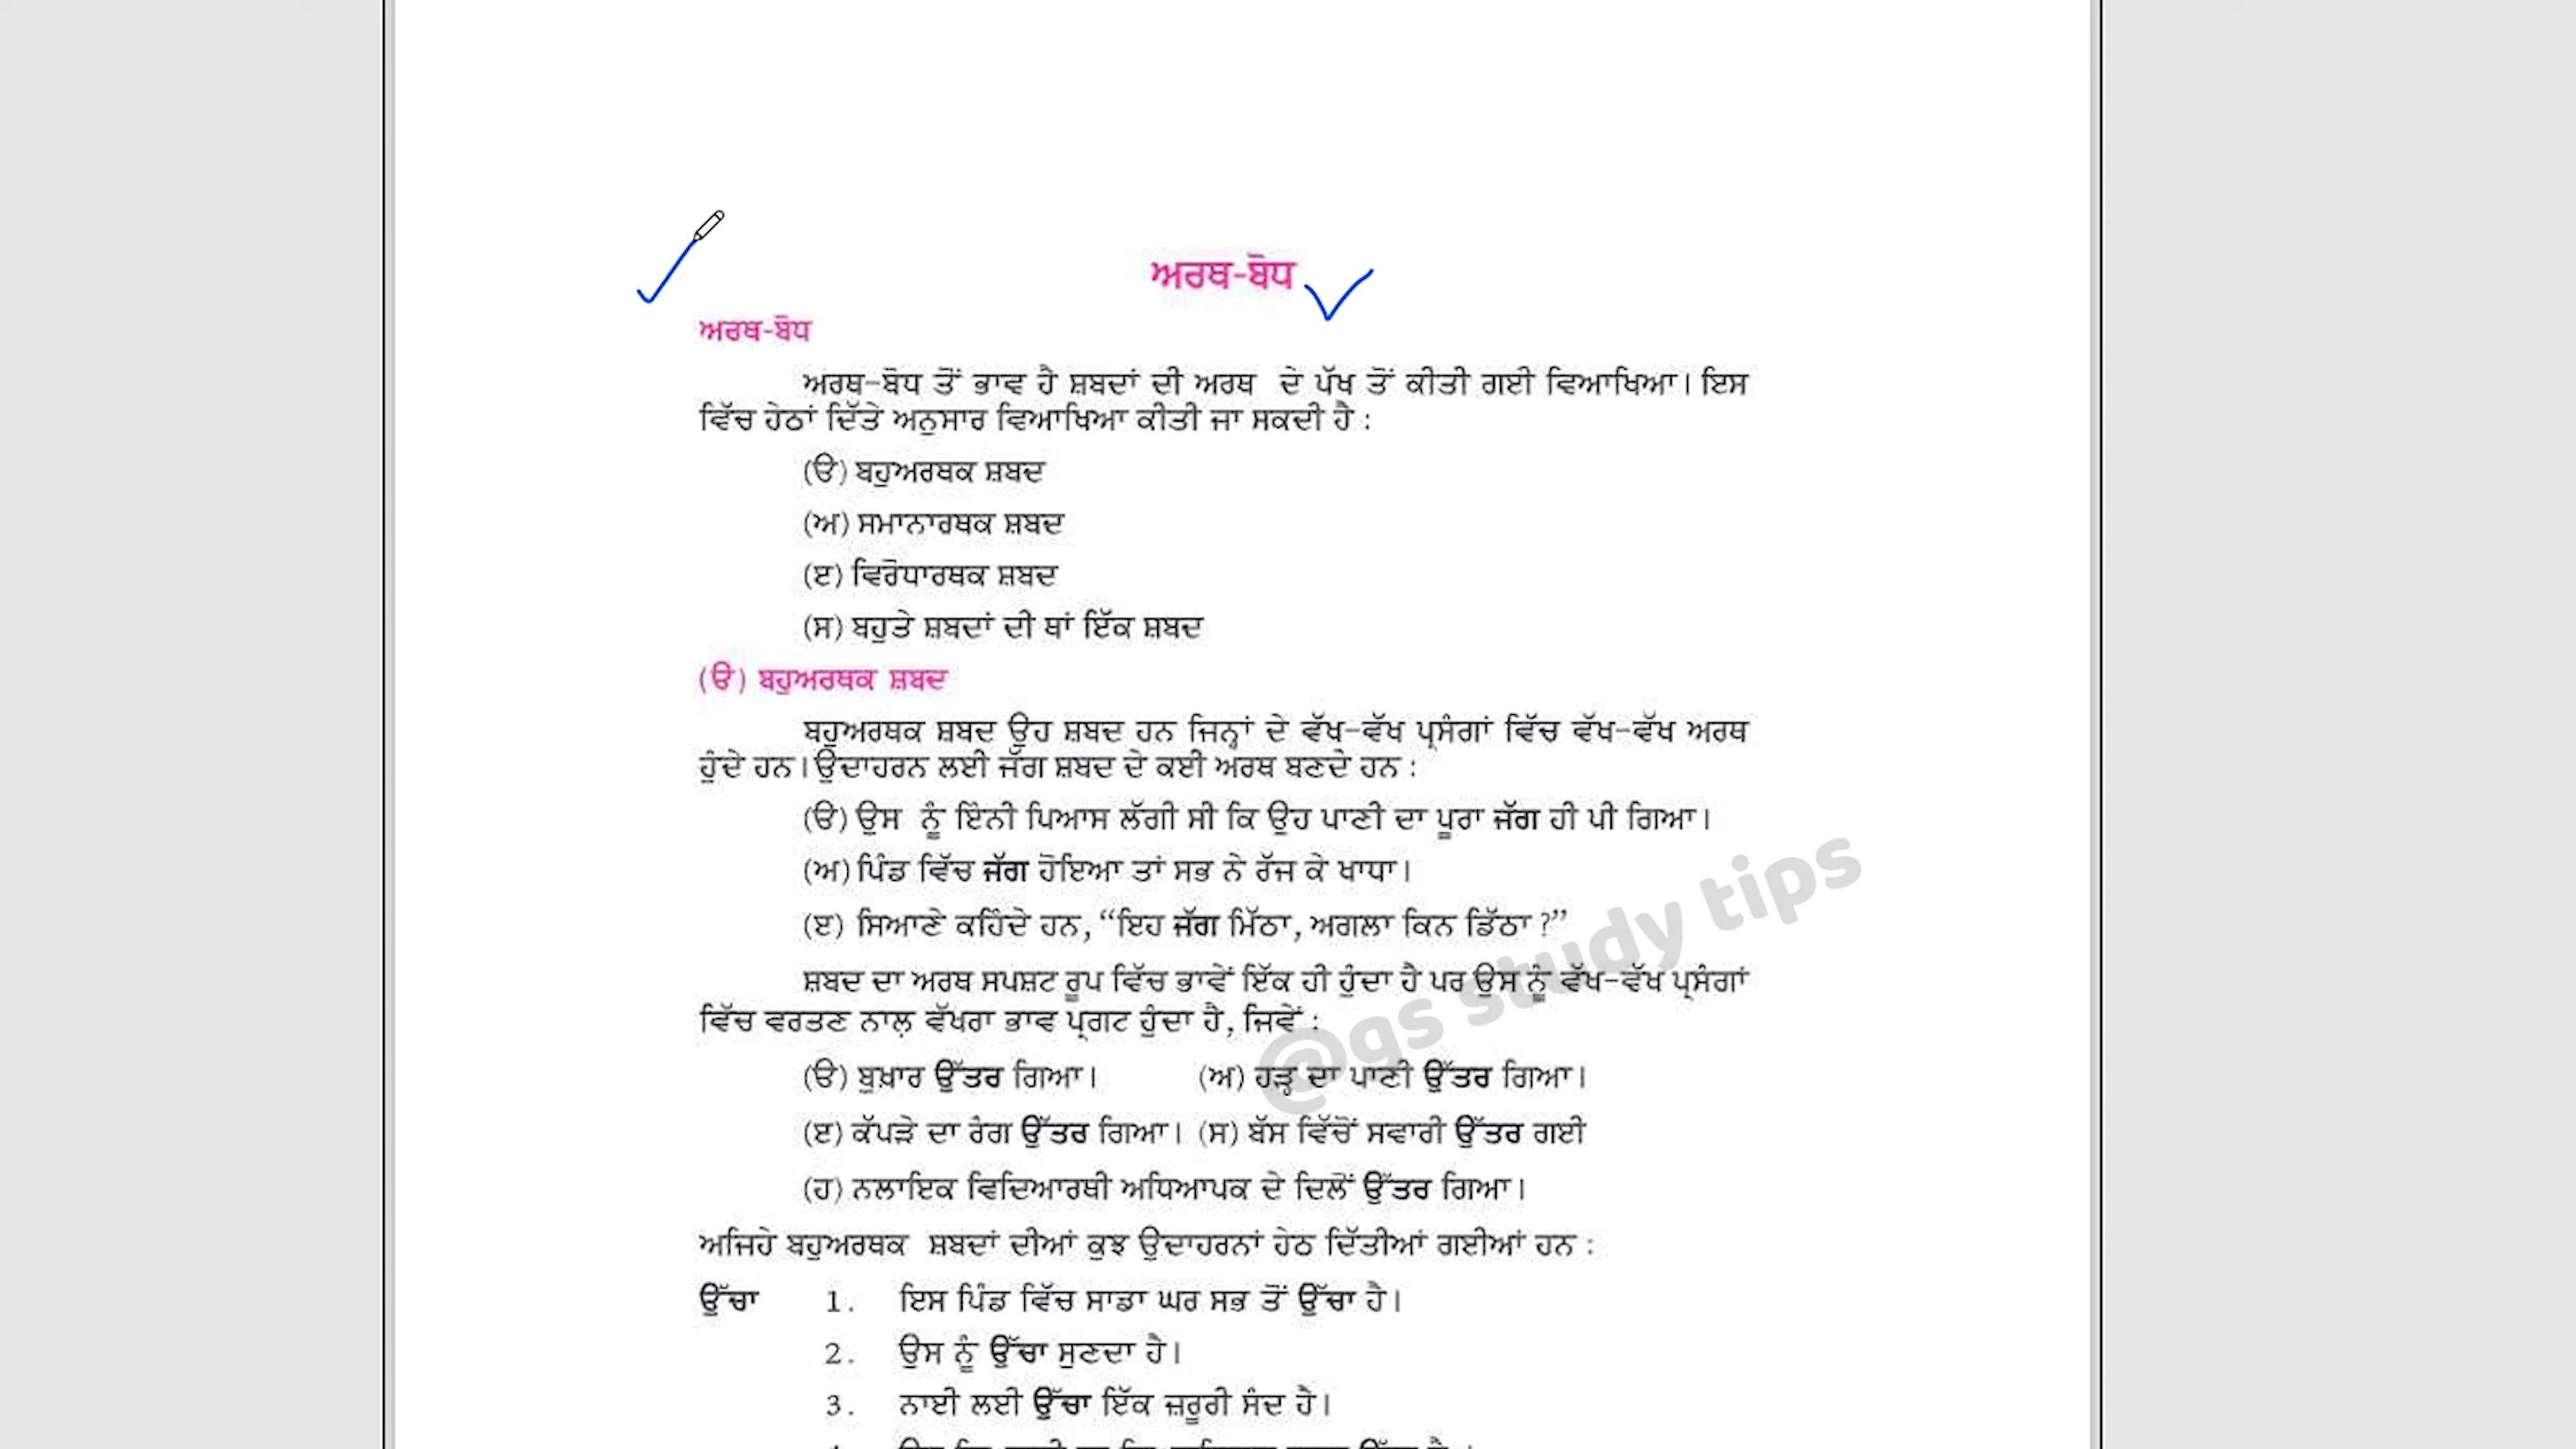 ਅਰਥ-ਬੋਧ
ਅਰਥ-ਬੋਧ
ਅਰਥ-ਬੋਧ ਤੋਂ ਭਾਵ ਹੈ ਸ਼ਬਦਾਂ ਦੀ ਅਰਥ ਦੇ ਪੱਖ ਤੋਂ ਕੀਤੀ ਗਈ ਵਿਆਖਿਆ। ਇਸ
ਵਿੱਚ ਹੇਠਾਂ ਦਿੱਤੇ ਅਨੁਸਾਰ ਵਿਆਖਿਆ ਕੀਤੀ ਜਾ ਸਕਦੀ ਹੈ :
(ੳ) ਬਹੁਅਰਥਕ ਸ਼ਬਦ
(ਅ) ਸਮਾਨਾਰਥਕ ਸ਼ਬਦ
(ੲ) ਵਿਰੋਧਾਰਥਕ ਸ਼ਬਦ
(ਸ) ਬਹੁਤੇ ਸ਼ਬਦਾਂ ਦੀ ਥਾਂ ਇੱਕ ਸ਼ਬਦ
(ੳ) ਬਹੁਅਰਥਕ ਸ਼ਬਦ
ਬਹੁਅਰਥਕ ਸ਼ਬਦ ਉਹ ਸ਼ਬਦ ਹਨ ਜਿਨ੍ਹਾਂ ਦੇ ਵੱਖ-ਵੱਖ ਪ੍ਰਸੰਗਾਂ ਵਿੱਚ ਵੱਖ-ਵੱਖ ਅਰਥ
ਹੁੰਦੇ ਹਨ। ਉਦਾਹਰਨ ਲਈ ਜੱਗ ਸ਼ਬਦ ਦੇ ਕਈ ਅਰਥ ਬਣਦੇ ਹਨ :
(ੳ) ਉਸ ਨੂੰ ਇੰਨੀ ਪਿਆਸ ਲੱਗੀ ਸੀ ਕਿ ਉਹ ਪਾਣੀ ਦਾ ਪੂਰਾ ਜੱਗ ਹੀ ਪੀ ਗਿਆ।
(ਅ) ਪਿੰਡ ਵਿੱਚ ਜੱਗ ਹੋਇਆ ਤਾਂ ਸਭ ਨੇ ਰੱਜ ਕੇ ਖਾਧਾ।
(ੲ) ਸਿਆਣੇ ਕਹਿੰਦੇ ਹਨ, “ਇਹ ਜੱਗ ਮਿੱਠਾ, ਅਗਲਾ ਕਿਨ ਡਿੱਠਾ ?”
ਸ਼ਬਦ ਦਾ ਅਰਥ ਸਪਸ਼ਟ ਰੂਪ ਵਿੱਚ ਭਾਵੇਂ ਇੱਕ ਹੀ ਹੁੰਦਾ ਹੈ ਪਰ ਉਸ ਨੂੰ ਵੱਖ-ਵੱਖ ਪ੍ਰਸੰਗਾਂ
ਵਿੱਚ ਵਰਤਣ ਨਾਲ਼ ਵੱਖਰਾ ਭਾਵ ਪ੍ਰਗਟ ਹੁੰਦਾ ਹੈ, ਜਿਵੇਂ :
(ੳ) ਬੁਖ਼ਾਰ ਉੱਤਰ ਗਿਆ। (ਅ) ਹੜ੍ਹ ਦਾ ਪਾਣੀ ਉੱਤਰ ਗਿਆ।
(ੲ) ਕੱਪੜੇ ਦਾ ਰੰਗ ਉੱਤਰ ਗਿਆ। (ਸ) ਬੱਸ ਵਿੱਚੋਂ ਸਵਾਰੀ ਉੱਤਰ ਗਈ
(ਹ) ਨਲਾਇਕ ਵਿਦਿਆਰਥੀ ਅਧਿਆਪਕ ਦੇ ਦਿਲੋਂ ਉੱਤਰ ਗਿਆ।
ਅਜਿਹੇ ਬਹੁਅਰਥਕ ਸ਼ਬਦਾਂ ਦੀਆਂ ਕੁਝ ਉਦਾਹਰਨਾਂ ਹੇਠ ਦਿੱਤੀਆਂ ਗਈਆਂ ਹਨ :
ਉੱਚਾ 1. ਇਸ ਪਿੰਡ ਵਿੱਚ ਸਾਡਾ ਘਰ ਸਭ ਤੋਂ ਉੱਚਾ ਹੈ।
2. ਉਸ ਨੂੰ ਉੱਚਾ ਸੁਣਦਾ ਹੈ।
3. ਨਾਈ ਲਈ ਉੱਚਾ ਇੱਕ ਜ਼ਰੂਰੀ ਸੰਦ ਹੈ।
@gs study tips